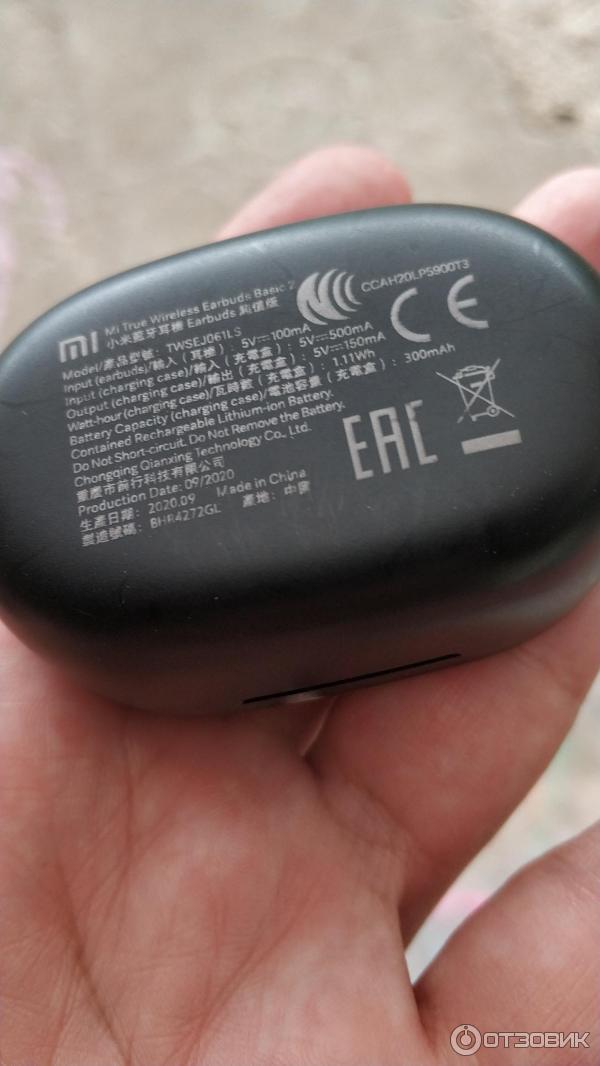 mi Mi True Wireless Earbuds Basic 2
小米藍牙耳機 Earbuds 超值版
Model/產品型號: TWSEJ061LS
Input (earbuds)/輸入 (耳機): 5V⎓100mA
Input (charging case)/輸入 (充電盒): 5V⎓500mA
Output (charging case)/輸出 (充電盒): 5V⎓150mA
Watt-hour (charging case)/瓦時數 (充電盒): 1.11Wh
Battery Capacity (charging case)/電池容量 (充電盒): 300mAh
Contained Rechargeable Lithium-ion Battery.
Do Not Short-circuit. Do Not Remove the Battery.
Chongqing Qianxing Technology Co., Ltd.
重慶市前行科技有限公司
Production Date: 09/2020 Made in China
生產日期: 2020.09 產地: 中國
製造號碼: BHR4272GL
CCAH20LP5900T3
CE
EAC
ОТЗОВИК